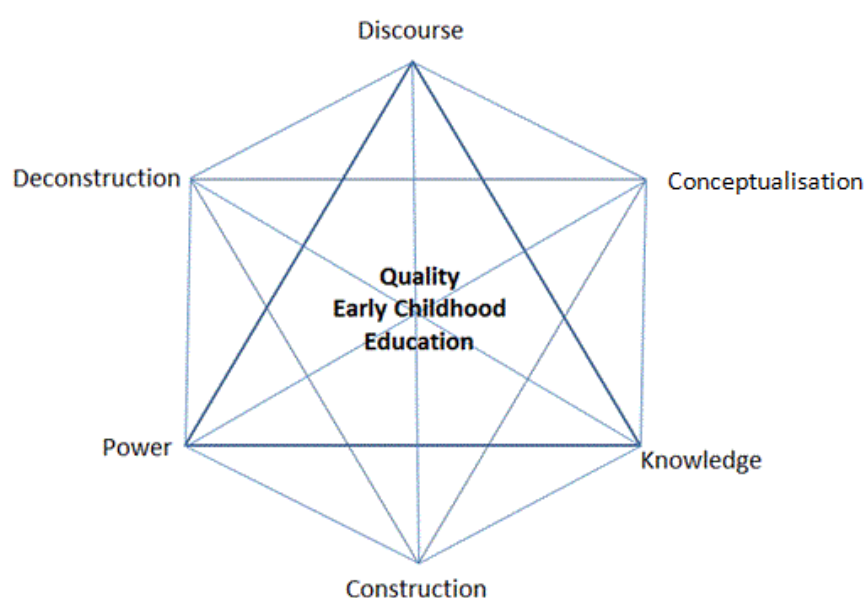 Discourse
Deconstruction
Conceptualisation
Quality
Early Childhood
Education
Power
Knowledge
Construction